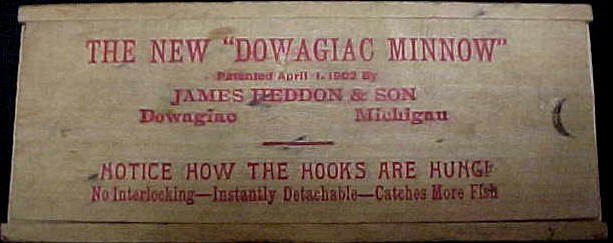 THE NEW "DOWAGIAC MINNOW"
Patented April 1, 1902 By
JAMES HEDDON & SON
Dowagiac Michigan
NOTICE HOW THE HOOKS ARE HUNG!
No Interlocking—Instantly Detachable—Catches More Fish